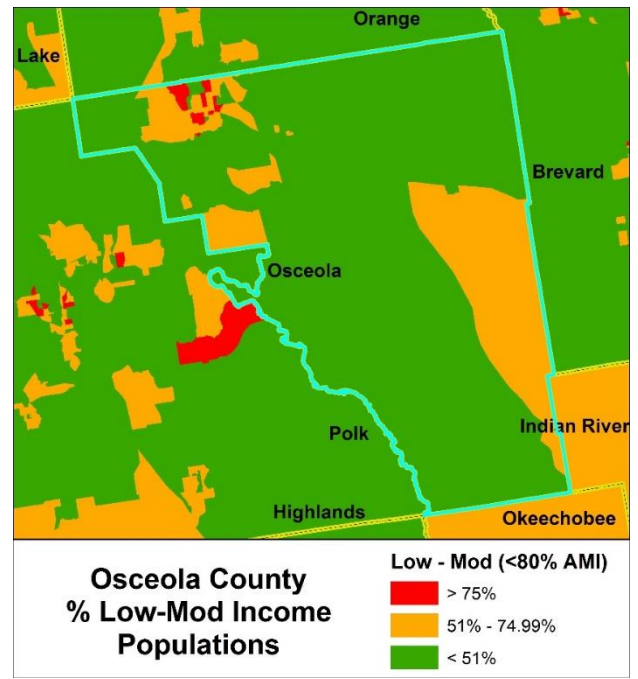 Orange
Lake
Brevard
Osceola
Indian River
Polk
Highlands
Okeechobee
Osceola County
% Low-Mod Income
Populations
Low - Mod (<80% AMI)
> 75%
51% - 74.99%
< 51%